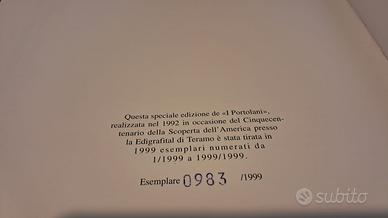 Questa speciale edizione de «I Portolani»,
realizzata nel 1992 in occasione del Cinquecen-
tenario della Scoperta dell'America presso
la Edigrafital di Teramo è stata tirata in
1999 esemplari numerati da
1/1999 a 1999/1999.
Esemplare 0983 /1999
subito